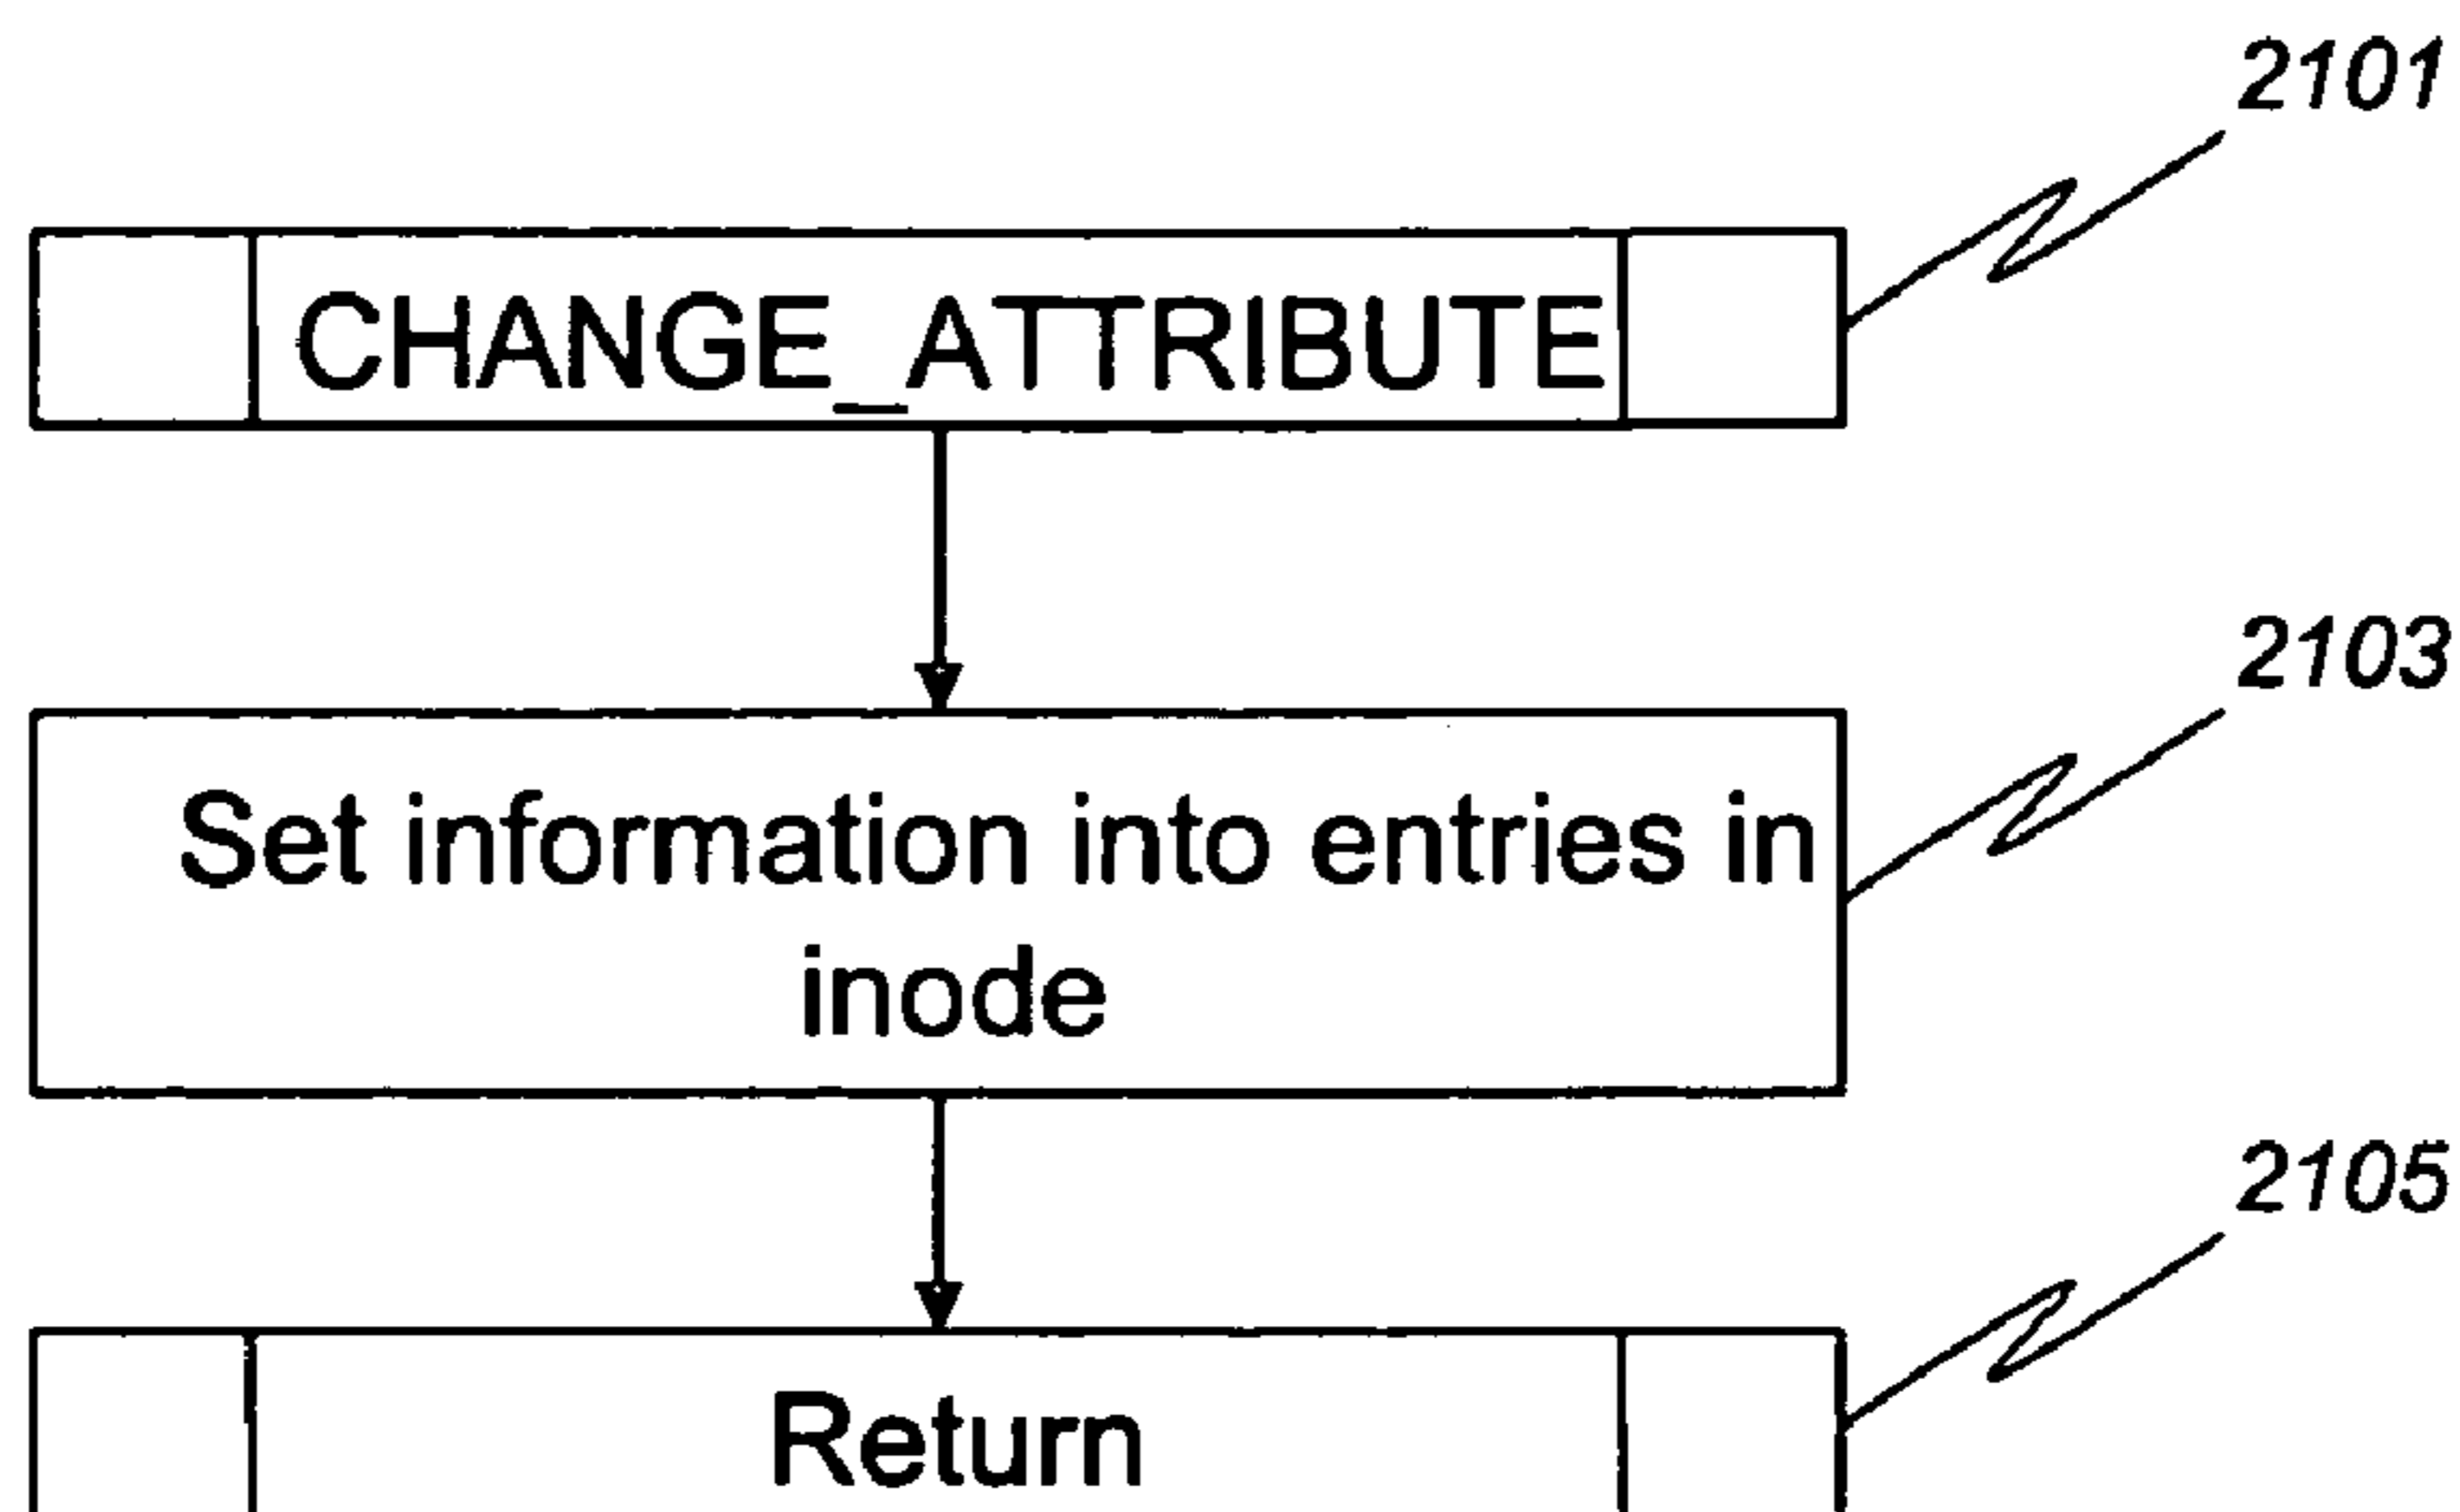 2101
CHANGE_ATTRIBUTE
2103
Set information into entries in
inode
2105
Return